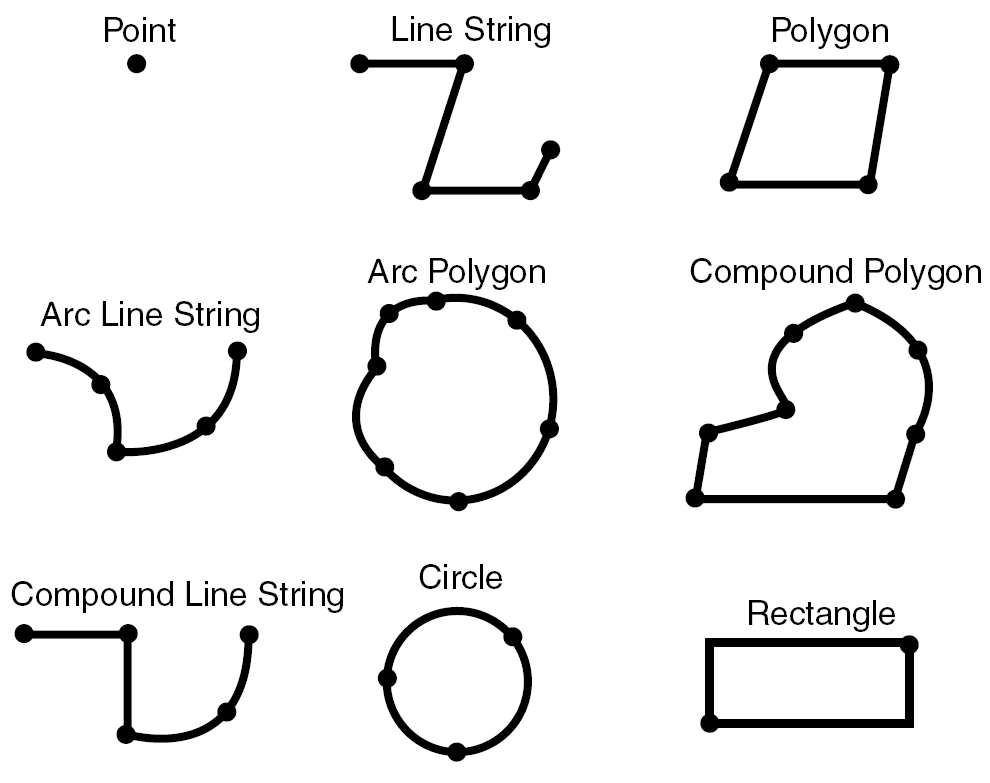 Point
Line String
Polygon
Arc Line String
Arc Polygon
Compound Polygon
Compound Line String
Circle
Rectangle